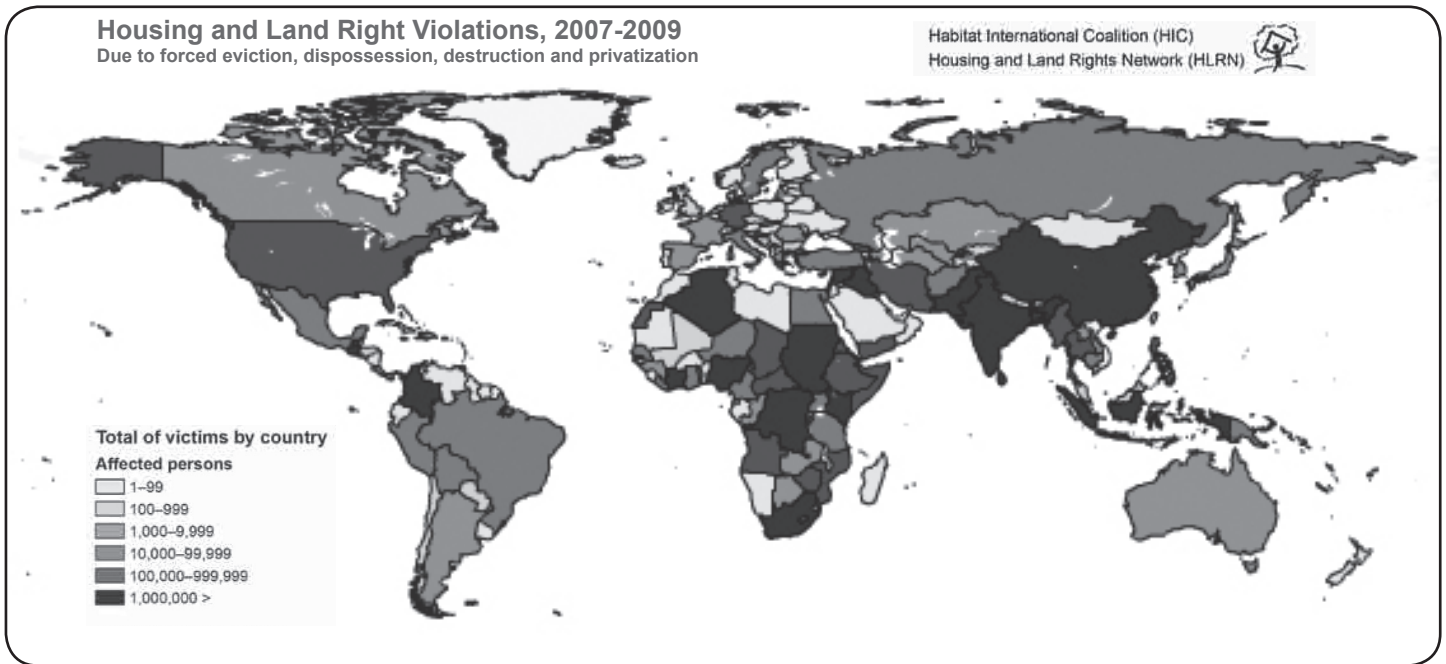 Housing and Land Right Violations, 2007-2009
Due to forced eviction, dispossession, destruction and privatization
Habitat International Coalition (HIC)
Housing and Land Rights Network (HLRN)
Total of victims by country
Affected persons
1–99
100–999
1,000–9,999
10,000–99,999
100,000–999,999
1,000,000 >